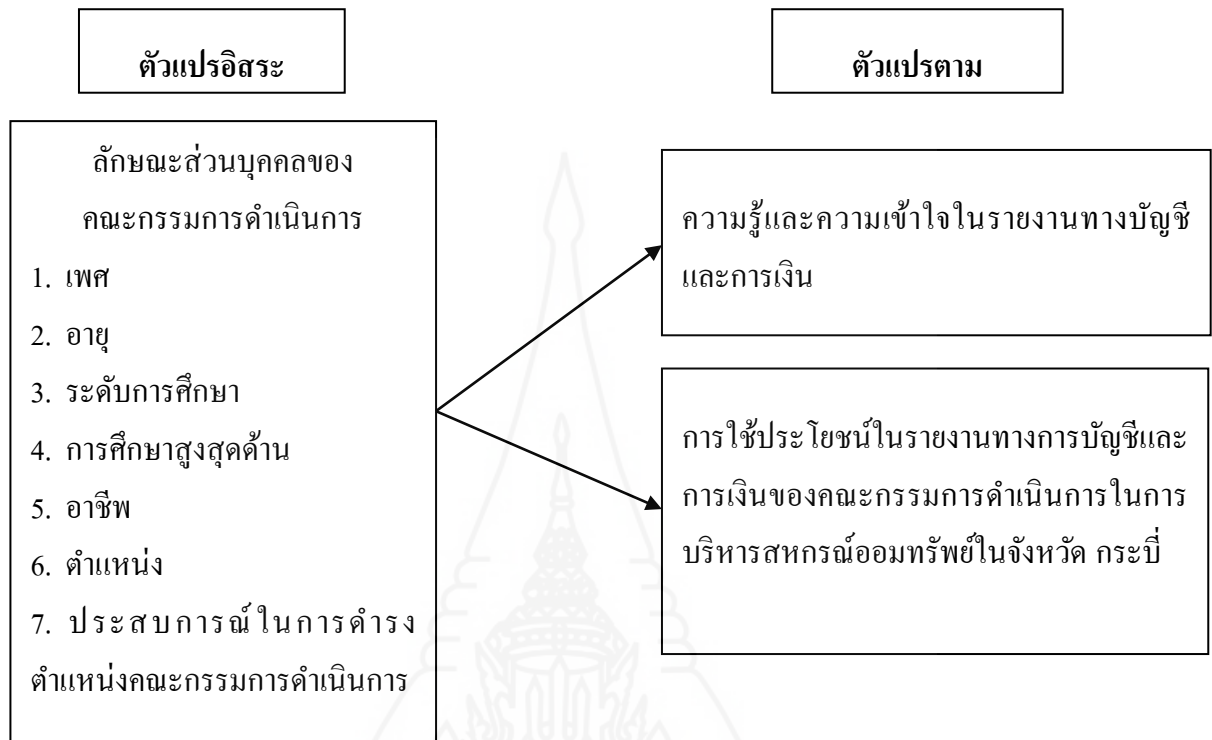 ตัวแปรอิสระ
ตัวแปรตาม
ลักษณะส่วนบุคคลของ
คณะกรรมการดำเนินการ
1. เพศ
2. อายุ
3. ระดับการศึกษา
4. การศึกษาสูงสุดด้าน
5. อาชีพ
6. ตำแหน่ง
7. ประสบการณ์ในการดำรง
ตำแหน่งคณะกรรมการดำเนินการ
ความรู้และความเข้าใจในรายงานทางบัญชี
และการเงิน
การใช้ประโยชน์ในรายงานทางการบัญชีและ
การเงินของคณะกรรมการดำเนินการในการ
บริหารสหกรณ์ออมทรัพย์ในจังหวัด กระบี่